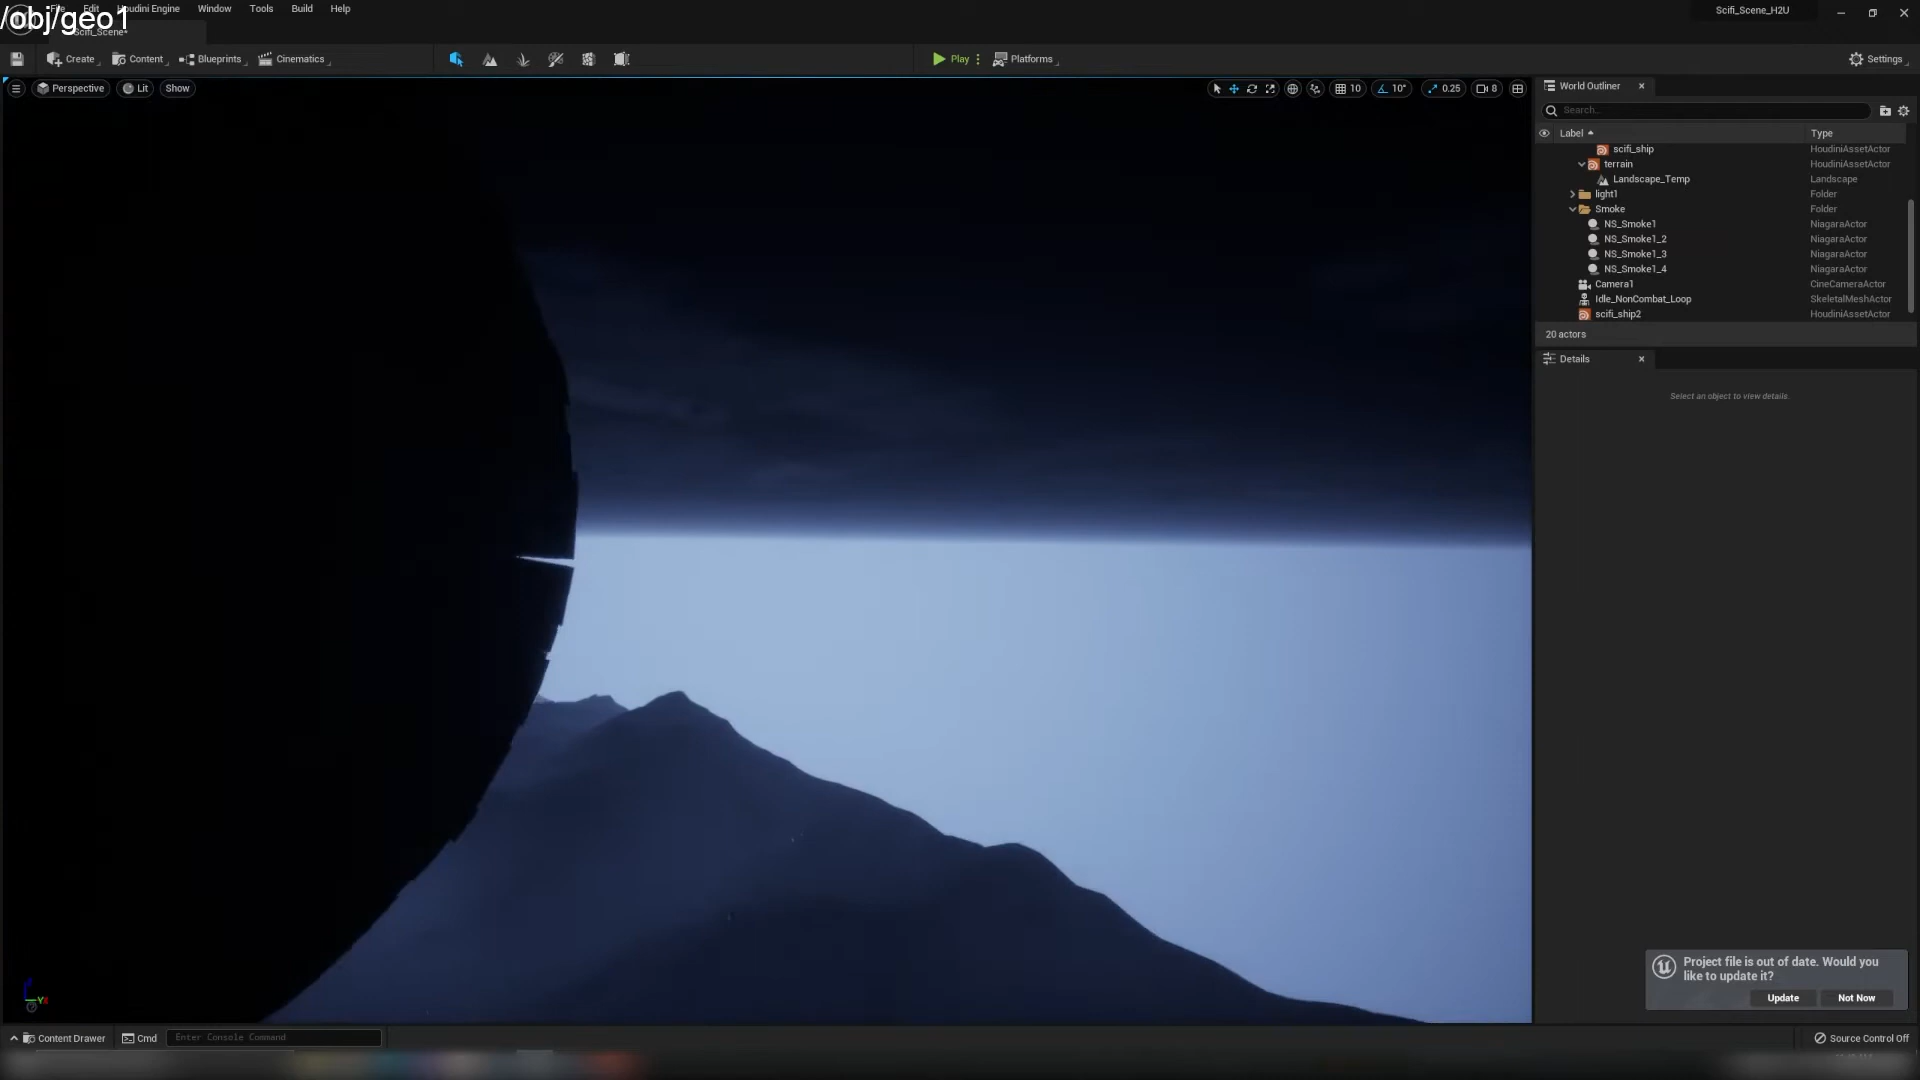 /obj/geo1
File Edit Houdini Engine Window Tools Build Help
Scifi_Scene_H2U
Scifi_Scene*
Create Content Blueprints Cinematics Play Platforms Settings
Perspective Lit Show 10 10° 0.25 8
World Outliner
Search...
Label Type
scifi_ship HoudiniAssetActor
terrain HoudiniAssetActor
Landscape_Temp Landscape
light1 Folder
Smoke Folder
NS_Smoke1 NiagaraActor
NS_Smoke1_2 NiagaraActor
NS_Smoke1_3 NiagaraActor
NS_Smoke1_4 NiagaraActor
Camera1 CineCameraActor
Idle_NonCombat_Loop SkeletalMeshActor
scifi_ship2 HoudiniAssetActor
20 actors
Details
Select an object to view details.
Project file is out of date. Would you
like to update it?
Update Not Now
Content Drawer Cmd Enter Console Command Source Control Off